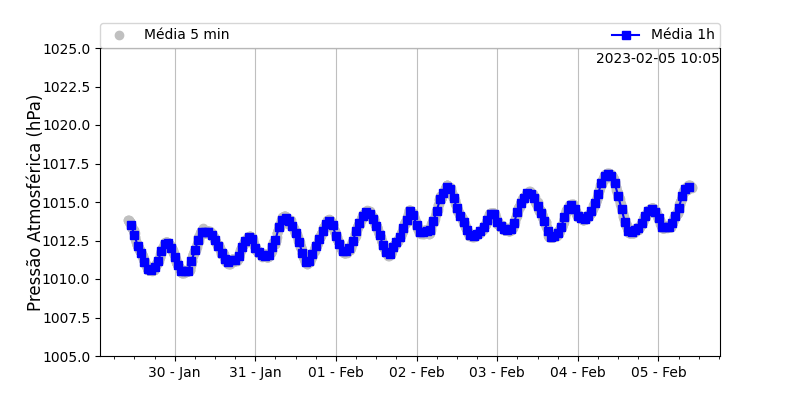 Média 5 min
Média 1h
2023-02-05 10:05
Pressão Atmosférica (hPa)
1025.0
1022.5
1020.0
1017.5
1015.0
1012.5
1010.0
1007.5
1005.0
30 - Jan
31 - Jan
01 - Feb
02 - Feb
03 - Feb
04 - Feb
05 - Feb